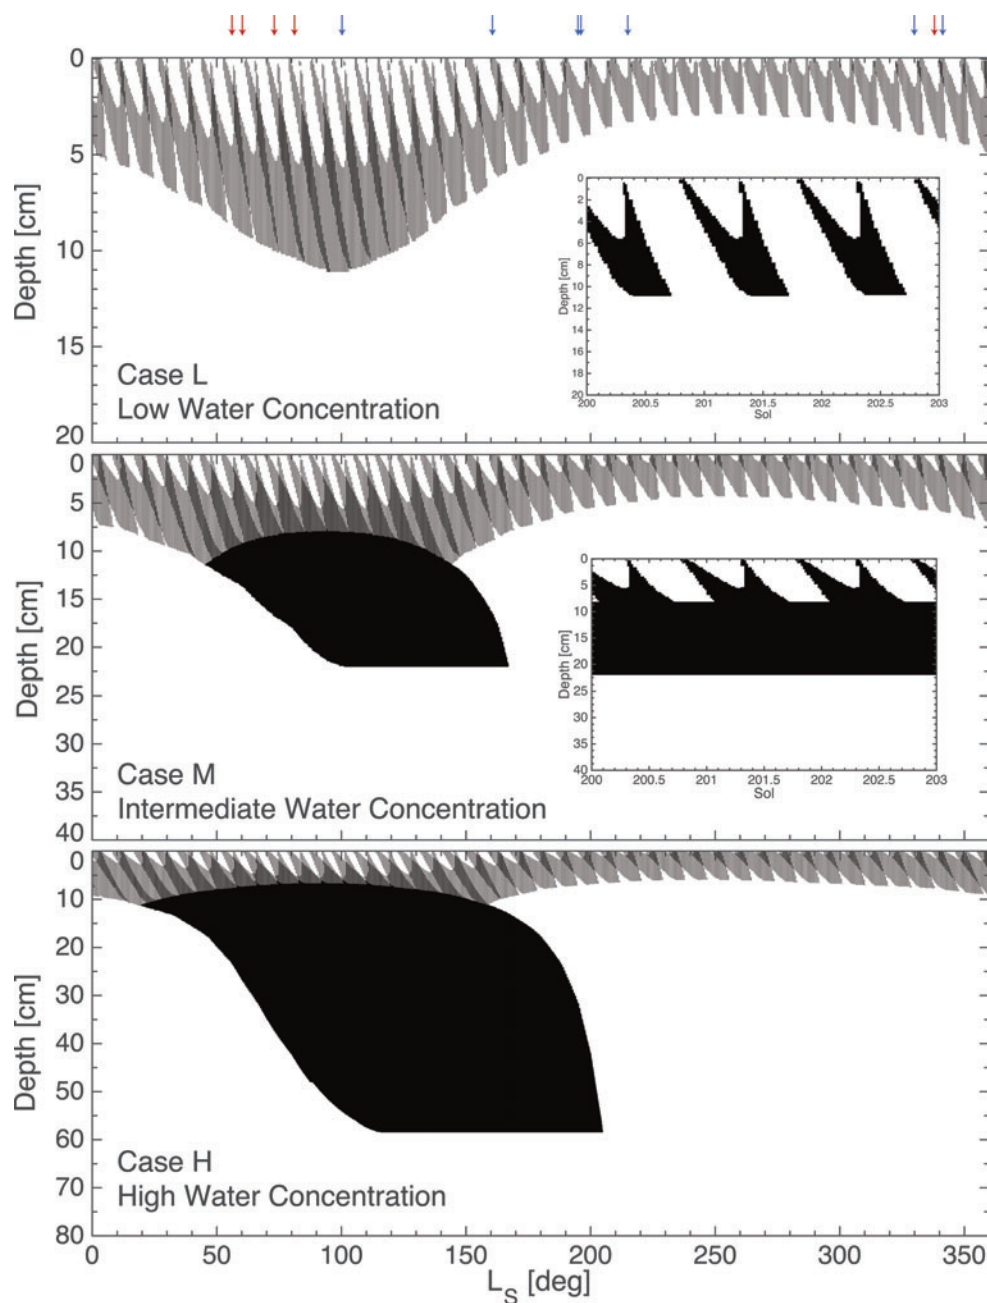 0
5
10
15
20
Depth [cm]
Case L
Low Water Concentration
0
2
4
6
8
10
12
14
16
18
20
Depth [cm]
200 200.5 201 201.5 202 202.5 203
Sol
0
5
10
15
20
25
30
35
40
Depth [cm]
Case M
Intermediate Water Concentration
0
5
10
15
20
25
30
35
40
Depth [cm]
200 200.5 201 201.5 202 202.5 203
Sol
0
10
20
30
40
50
60
70
80
Depth [cm]
Case H
High Water Concentration
0 50 100 150 200 250 300 350
L_S [deg]